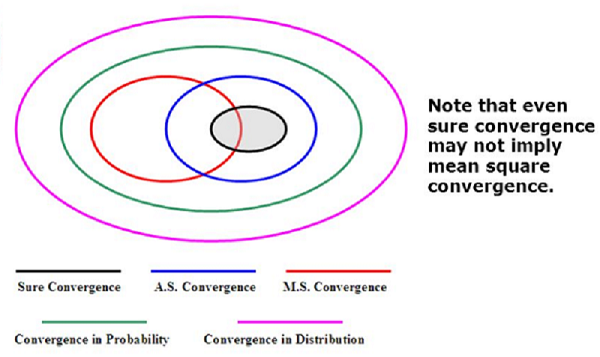 Note that even
sure convergence
may not imply
mean square
convergence.
Sure Convergence A.S. Convergence M.S. Convergence
Convergence in Probability Convergence in Distribution